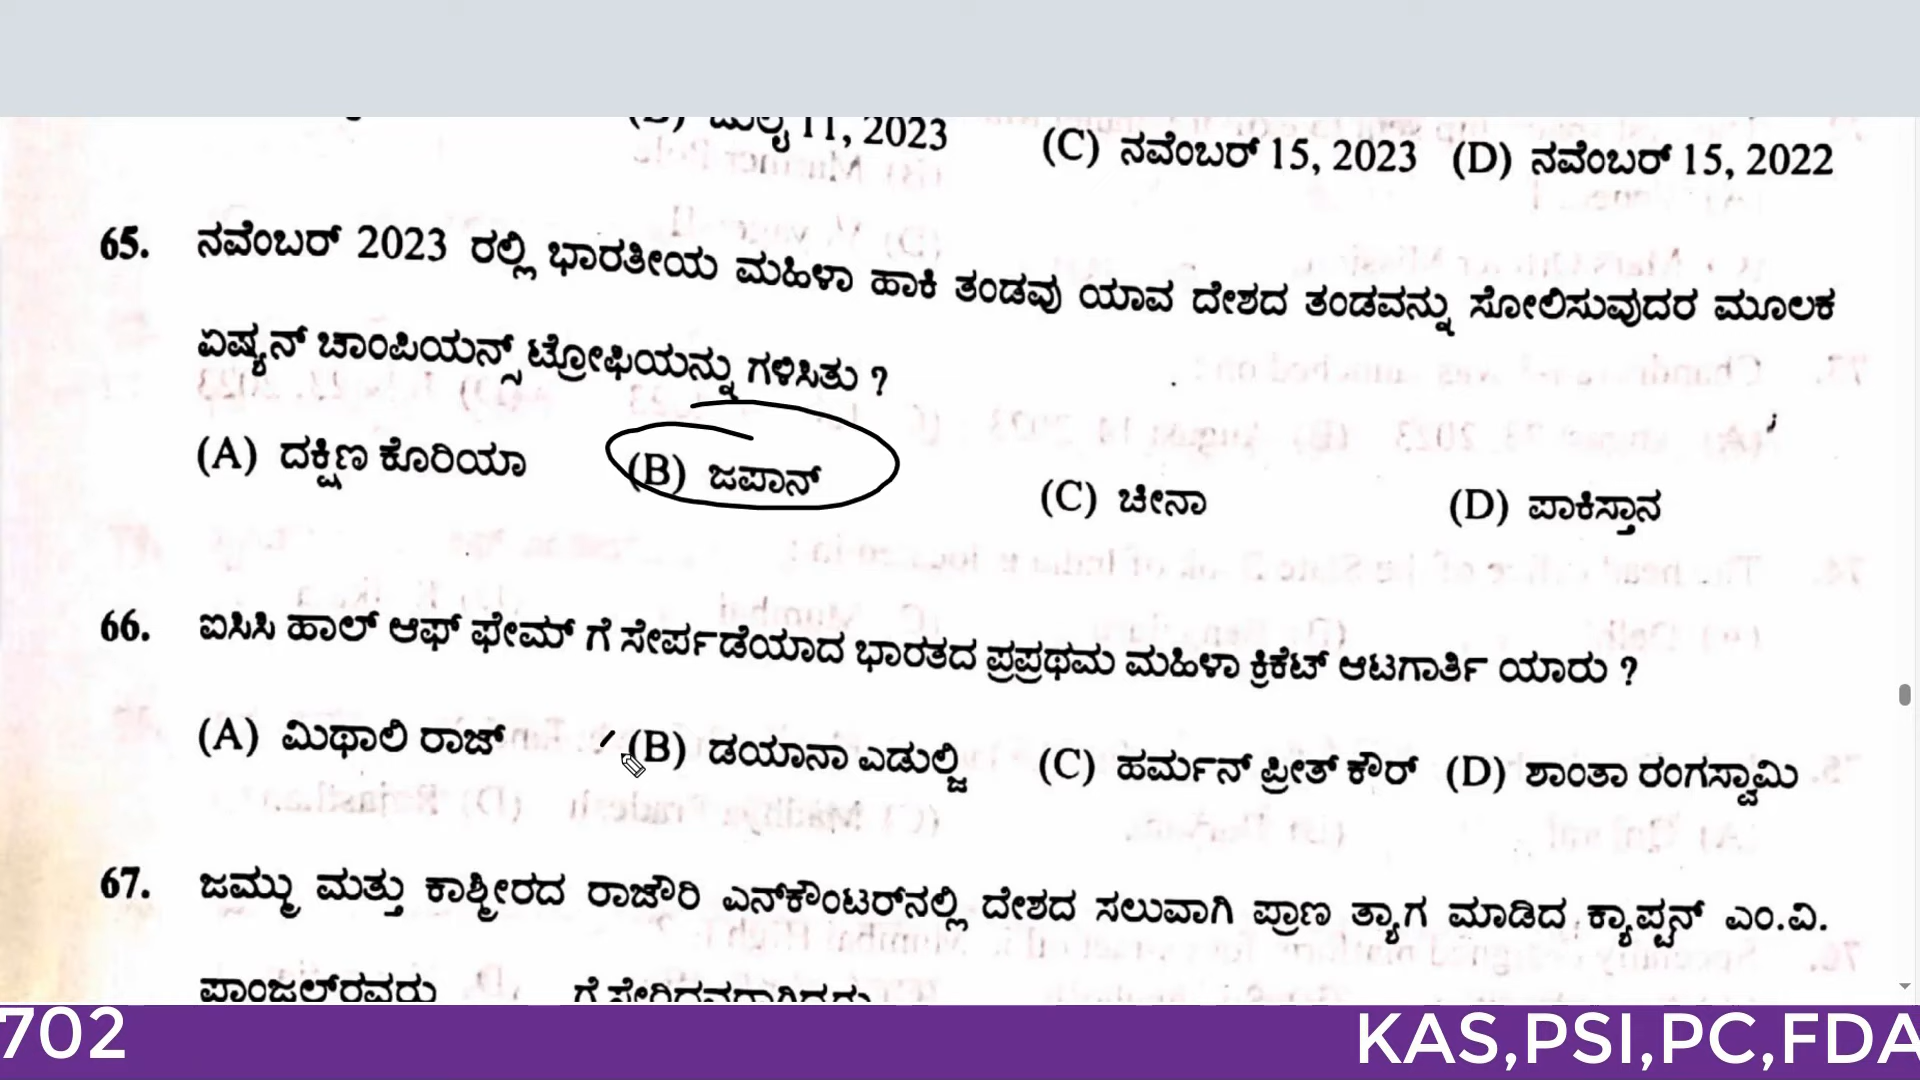 11, 2023 (C) ನವೆಂಬರ್ 15, 2023 (D) ನವೆಂಬರ್ 15, 2022
65. ನವೆಂಬರ್ 2023 ರಲ್ಲಿ ಭಾರತೀಯ ಮಹಿಳಾ ಹಾಕಿ ತಂಡವು ಯಾವ ದೇಶದ ತಂಡವನ್ನು ಸೋಲಿಸುವುದರ ಮೂಲಕ
ಏಷ್ಯನ್ ಚಾಂಪಿಯನ್ಸ್ ಟ್ರೋಫಿಯನ್ನು ಗಳಿಸಿತು ?
(A) ದಕ್ಷಿಣ ಕೊರಿಯಾ (B) ಜಪಾನ್ (C) ಚೀನಾ (D) ಪಾಕಿಸ್ತಾನ
66. ಐಸಿಸಿ ಹಾಲ್ ಆಫ್ ಫೇಮ್ ಗೆ ಸೇರ್ಪಡೆಯಾದ ಭಾರತದ ಪ್ರಪ್ರಥಮ ಮಹಿಳಾ ಕ್ರಿಕೆಟ್ ಆಟಗಾರ್ತಿ ಯಾರು ?
(A) ಮಿಥಾಲಿ ರಾಜ್ (B) ಡಯಾನಾ ಎಡುಲ್ಜಿ (C) ಹರ್ಮನ್ ಪ್ರೀತ್ ಕೌರ್ (D) ಶಾಂತಾ ರಂಗಸ್ವಾಮಿ
67. ಜಮ್ಮು ಮತ್ತು ಕಾಶ್ಮೀರದ ರಾಜೌರಿ ಎನ್‌ಕೌಂಟರ್‌ನಲ್ಲಿ ದೇಶದ ಸಲುವಾಗಿ ಪ್ರಾಣ ತ್ಯಾಗ ಮಾಡಿದ ಕ್ಯಾಪ್ಟನ್ ಎಂ.ವಿ.
ಪಾಂಜಲ್‌ರವರು
702 KAS,PSI,PC,FDA